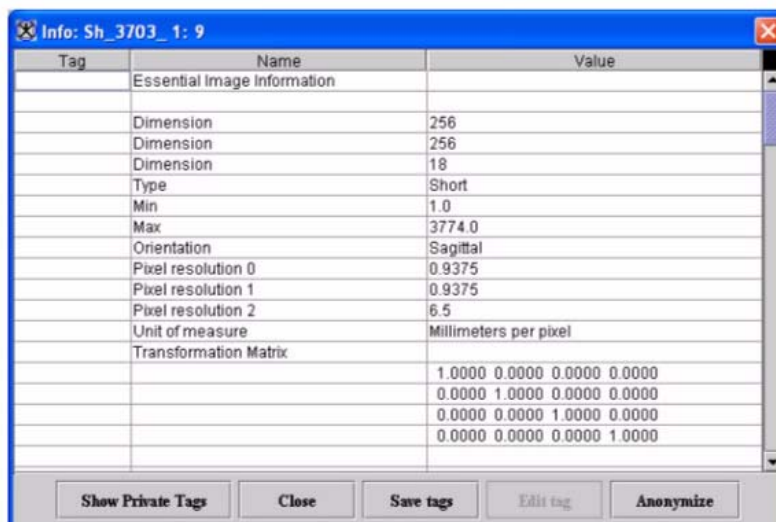 Info: Sh_3703_ 1: 9
Tag Name Value
Essential Image Information
Dimension 256
Dimension 256
Dimension 18
Type Short
Min 1.0
Max 3774.0
Orientation Sagittal
Pixel resolution 0 0.9375
Pixel resolution 1 0.9375
Pixel resolution 2 6.5
Unit of measure Millimeters per pixel
Transformation Matrix
1.0000 0.0000 0.0000 0.0000
0.0000 1.0000 0.0000 0.0000
0.0000 0.0000 1.0000 0.0000
0.0000 0.0000 0.0000 1.0000
Show Private Tags Close Save tags Edit tag Anonymize